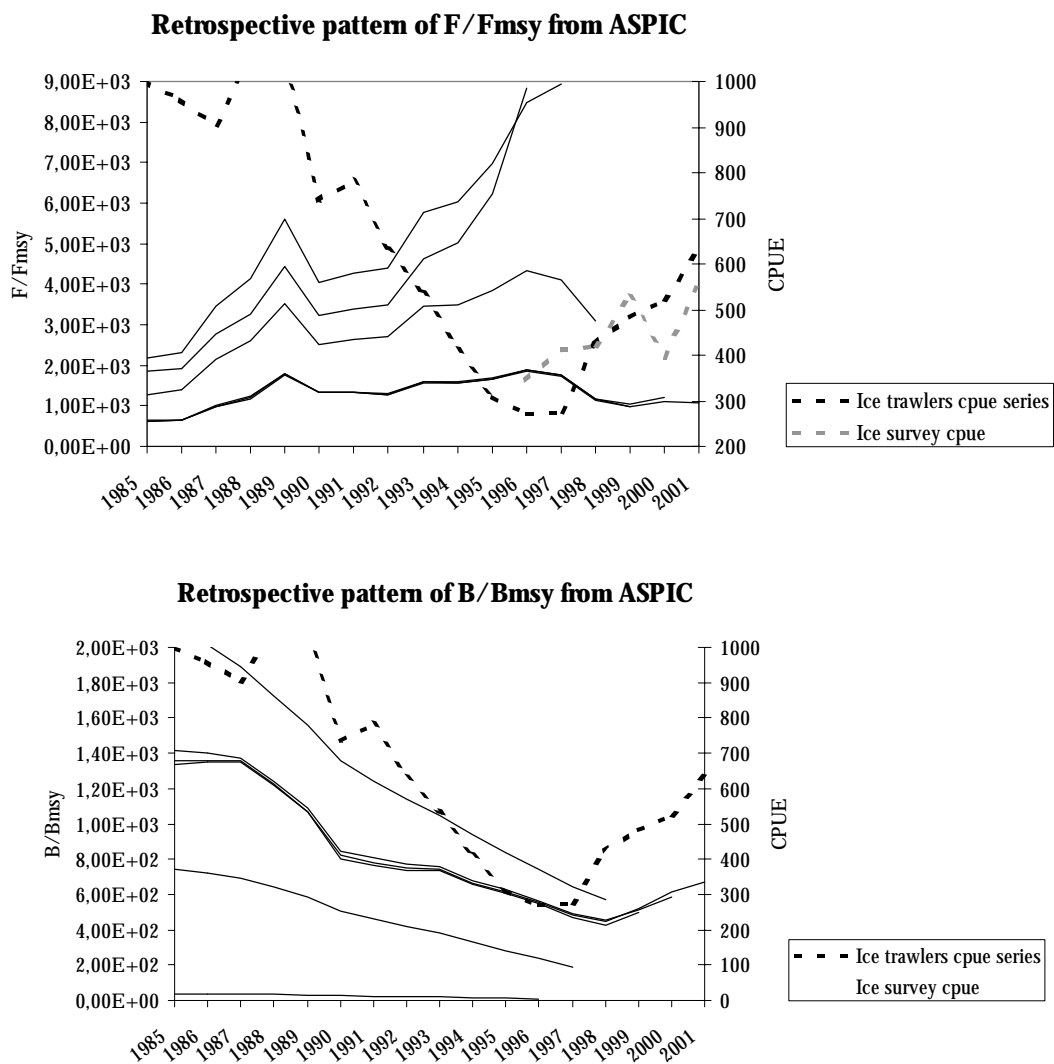 Retrospective pattern of F/Fmsy from ASPIC
9,00E+03
8,00E+03
7,00E+03
6,00E+03
5,00E+03
4,00E+03
3,00E+03
2,00E+03
1,00E+03
0,00E+00
F/Fmsy
1000
900
800
700
600
500
400
300
200
CPUE
1985
1986
1987
1988
1989
1990
1991
1992
1993
1994
1995
1996
1997
1998
1999
2000
2001
Ice trawlers cpue series
Ice survey cpue
Retrospective pattern of B/Bmsy from ASPIC
2,00E+03
1,80E+03
1,60E+03
1,40E+03
1,20E+03
1,00E+03
8,00E+02
6,00E+02
4,00E+02
2,00E+02
0,00E+00
B/Bmsy
1000
900
800
700
600
500
400
300
200
100
0
CPUE
1985
1986
1987
1988
1989
1990
1991
1992
1993
1994
1995
1996
1997
1998
1999
2000
2001
Ice trawlers cpue series
Ice survey cpue